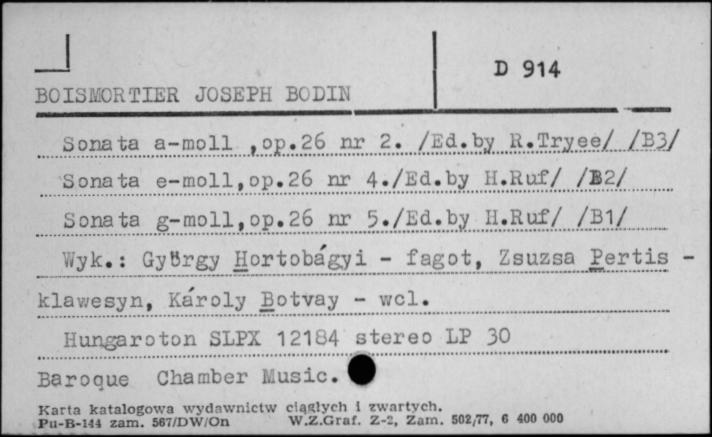 D 914
BOISMORTIER JOSEPH BODIN
Sonata a-moll ,op.26 nr 2. /Ed.by R.Tryee/ /B3/
Sonata e-moll,op.26 nr 4./Ed.by H.Ruf/ /B2/
Sonata g-moll,op.26 nr 5./Ed.by H.Ruf/ /B1/
Wyk.: György Hortobágyi - fagot, Zsuzsa Pertis -
klawesyn, Károly Botvay - wcl.
Hungaroton SLPX 12184 stereo LP 30
Baroque Chamber Music.
Karta katalogowa wydawnictw ciągłych i zwartych.
Pu-B-144 zam. 567/DW/On W.Z.Graf. Z-2, Zam. 502/77, 6 400 000